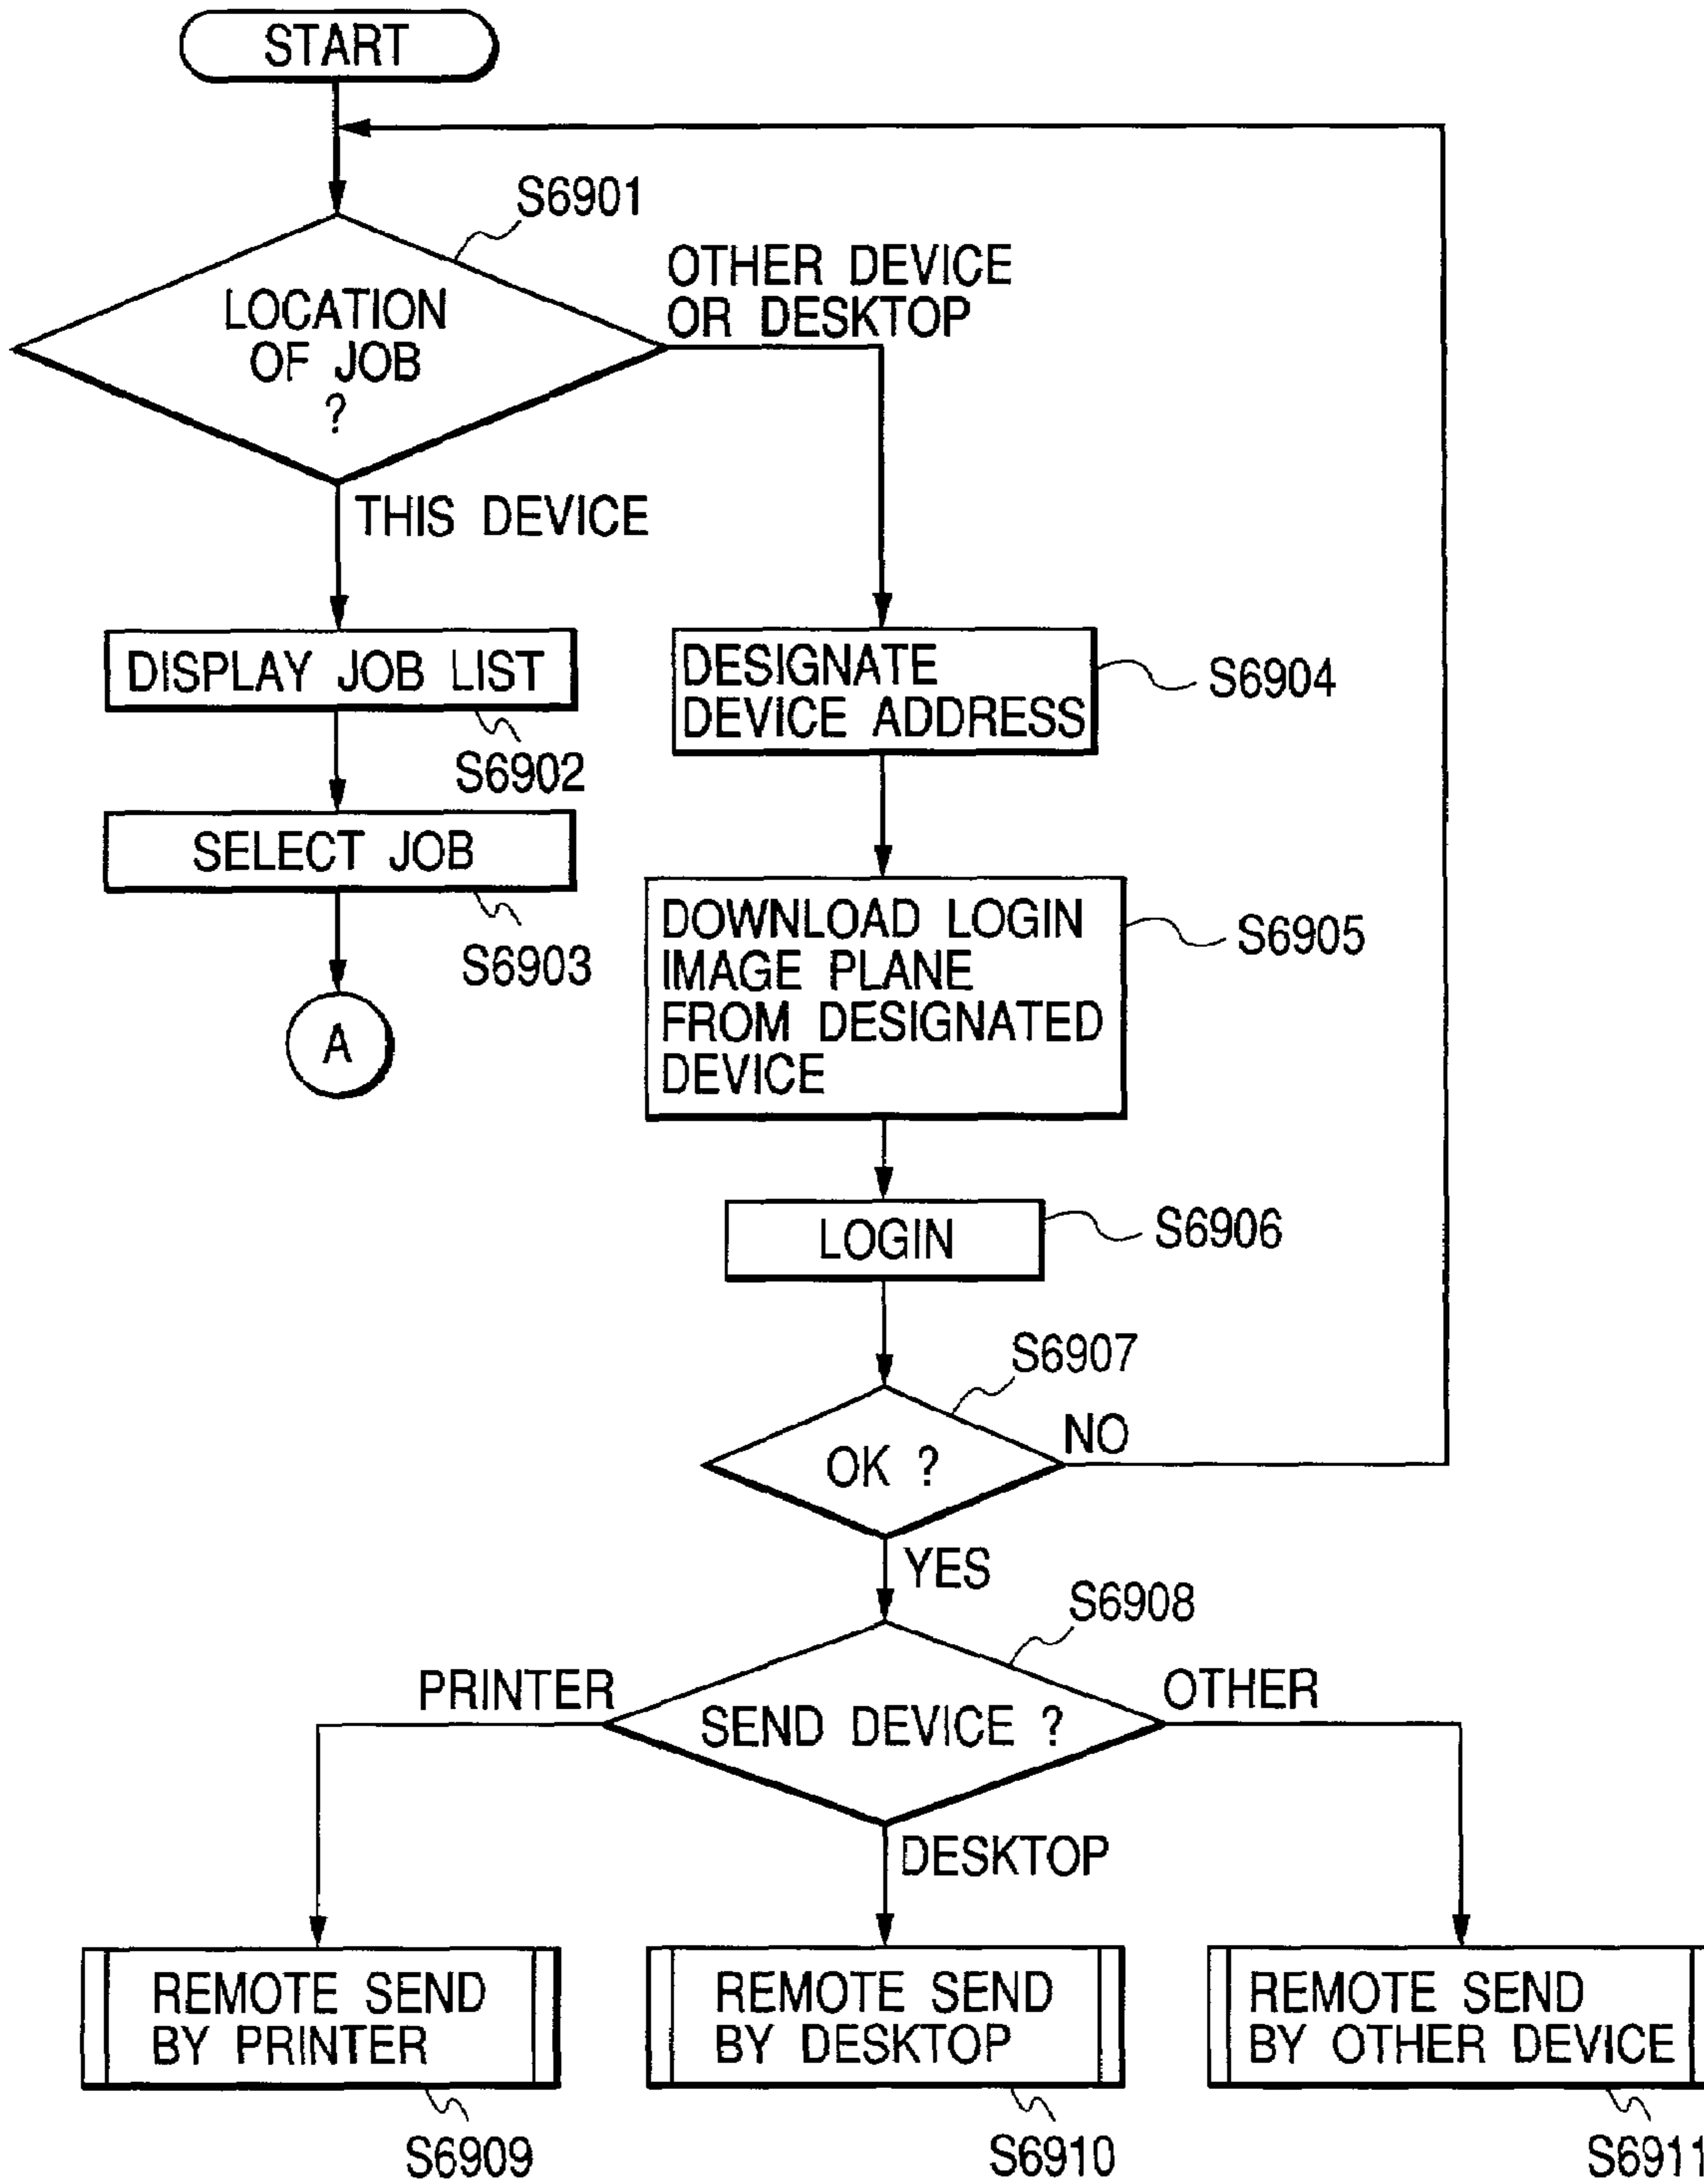 START
S6901
LOCATION
OF JOB
?
OTHER DEVICE
OR DESKTOP
THIS DEVICE
DISPLAY JOB LIST
S6902
SELECT JOB
S6903
A
DESIGNATE
DEVICE ADDRESS
S6904
DOWNLOAD LOGIN
IMAGE PLANE
FROM DESIGNATED
DEVICE
S6905
LOGIN
S6906
S6907
OK ?
NO
YES
S6908
PRINTER
SEND DEVICE ?
OTHER
DESKTOP
REMOTE SEND
BY PRINTER
S6909
REMOTE SEND
BY DESKTOP
S6910
REMOTE SEND
BY OTHER DEVICE
S6911